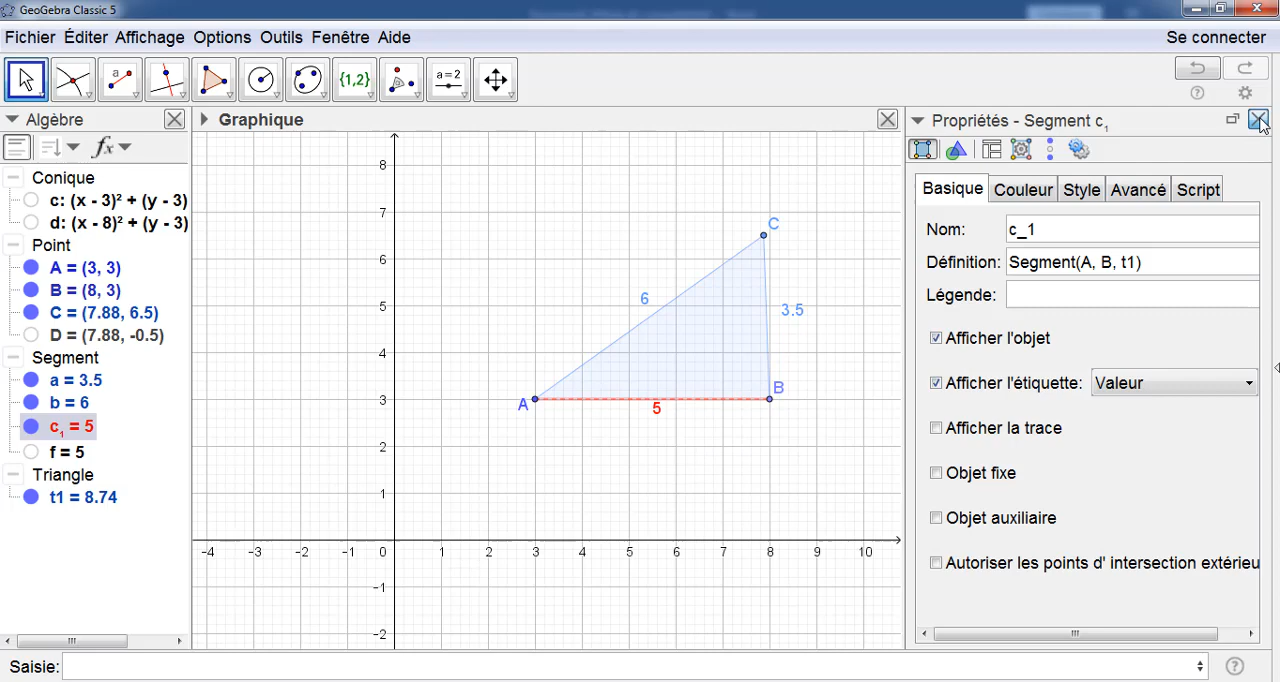 GeoGebra Classic 5
Fichier Éditer Affichage Options Outils Fenêtre Aide
Se connecter
a {1,2} a=2
Algèbre
fx
Conique
c: (x - 3)² + (y - 3)
d: (x - 8)² + (y - 3)
Point
A = (3, 3)
B = (8, 3)
C = (7.88, 6.5)
D = (7.88, -0.5)
Segment
a = 3.5
b = 6
c₁ = 5
f = 5
Triangle
t1 = 8.74
Graphique
8
7
6
5
4
3
2
1
0
−1
−2
-4 -3 -2 −1 0 1 2 3 4 5 6 7 8 9 10
C
6
3.5
A
B
5
Propriétés - Segment c₁
Basique Couleur Style Avancé Script
Nom: c_1
Définition: Segment(A, B, t1)
Légende:
Afficher l'objet
Afficher l'étiquette: Valeur
Afficher la trace
Objet fixe
Objet auxiliaire
Autoriser les points d' intersection extérieu
Saisie: